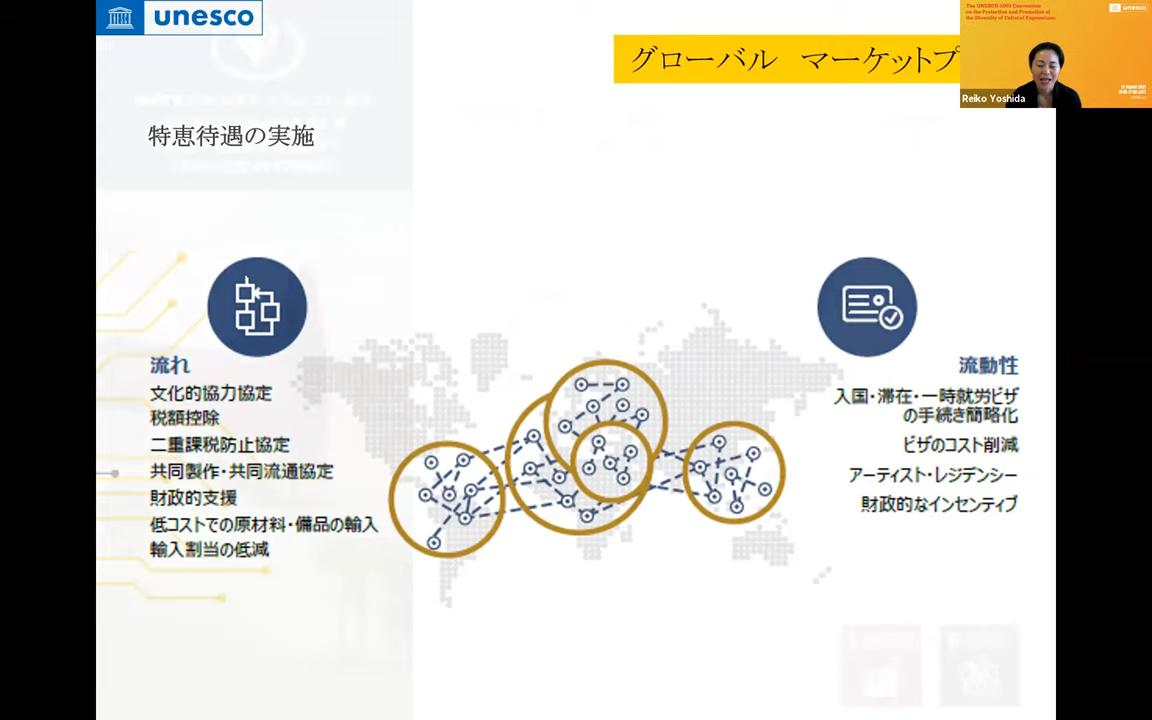 unesco
グローバル　マーケットプ
The UNESCO 2005 Convention
on the Protection and Promotion of
the Diversity of Cultural Expressions
unesco
Reiko Yoshida
特恵待遇の実施
流れ
文化的協力協定
税額控除
二重課税防止協定
共同製作・共同流通協定
財政的支援
低コストでの原材料・備品の輸入
輸入割当の低減
流動性
入国・滞在・一時就労ビザ
の手続き簡略化
ビザのコスト削減
アーティスト・レジデンシー
財政的なインセンティブ